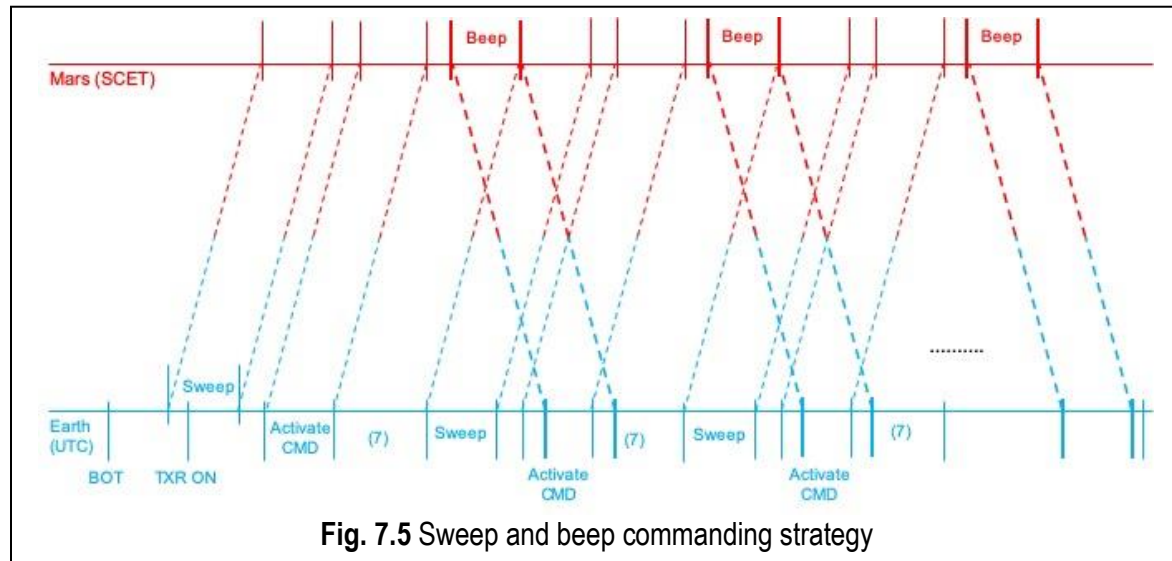 Beep Beep Beep
Mars (SCET)
..........
Sweep
Earth
(UTC)
Activate
CMD
(7)
Sweep
(7)
Sweep
(7)
BOT
TXR ON
Activate
CMD
Activate
CMD
Fig. 7.5 Sweep and beep commanding strategy